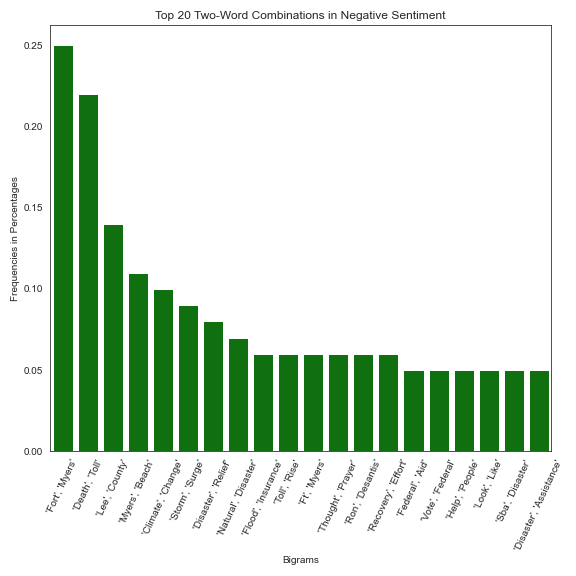 Top 20 Two-Word Combinations in Negative Sentiment
0.25
0.20
0.15
0.10
0.05
0.00
Frequencies in Percentages
'Fort', 'Myers'
'Death', 'Toll'
'Lee', 'County'
'Myers', 'Beach'
'Climate', 'Change'
'Storm', 'Surge'
'Disaster', 'Relief'
'Natural', 'Disaster'
'Flood', 'Insurance'
'Toll', 'Rise'
'Ft', 'Myers'
'Thought', 'Prayer'
'Ron', 'Desantis'
'Recovery', 'Effort'
'Federal', 'Aid'
'Vote', 'Federal'
'Help', 'People'
'Look', 'Like'
'Sba', 'Disaster'
'Disaster', 'Assistance'
Bigrams